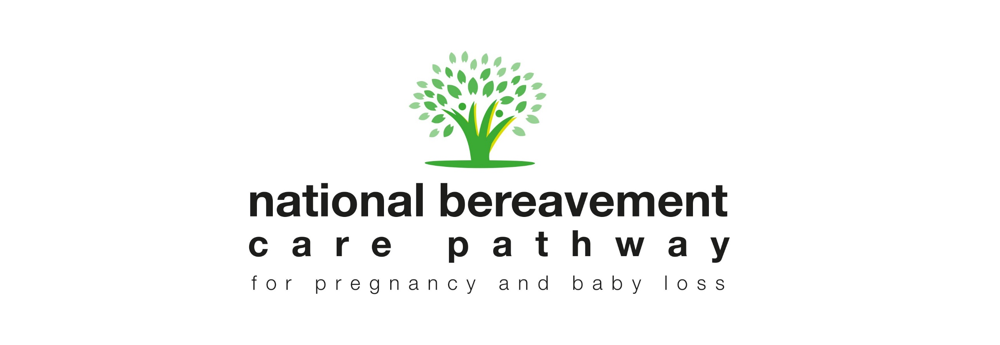 national bereavement
care pathway
for pregnancy and baby loss